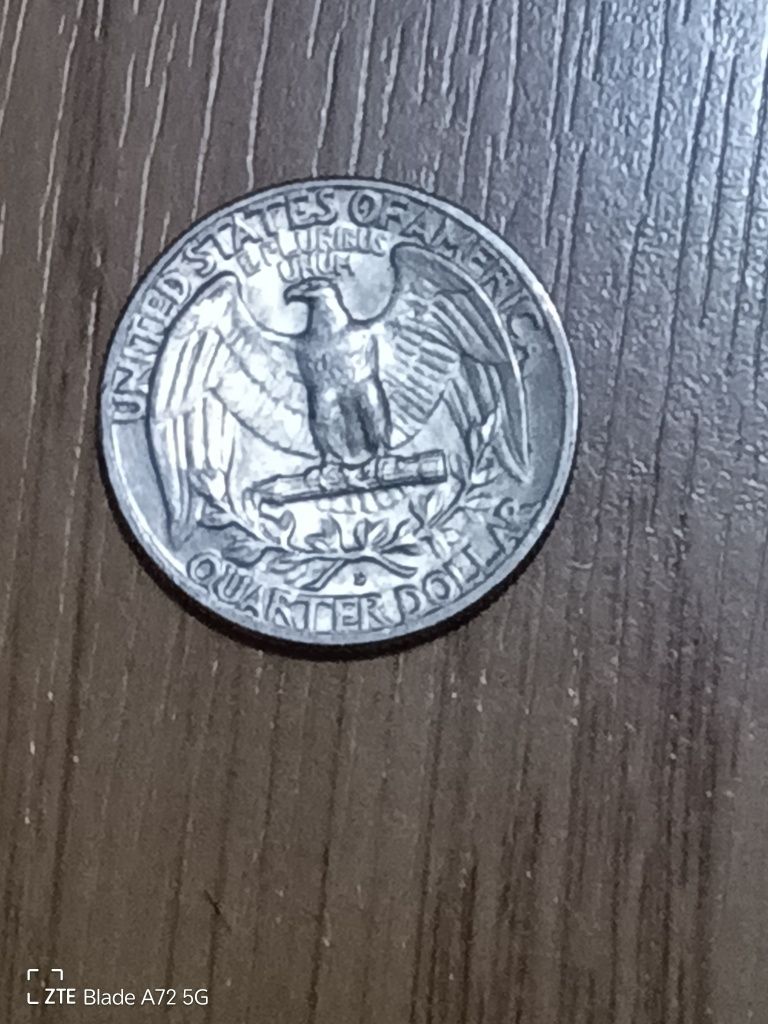 UNITED STATES OF AMERICA
E PLURIBUS
UNUM
D
QUARTER DOLLAR
ZTE Blade A72 5G